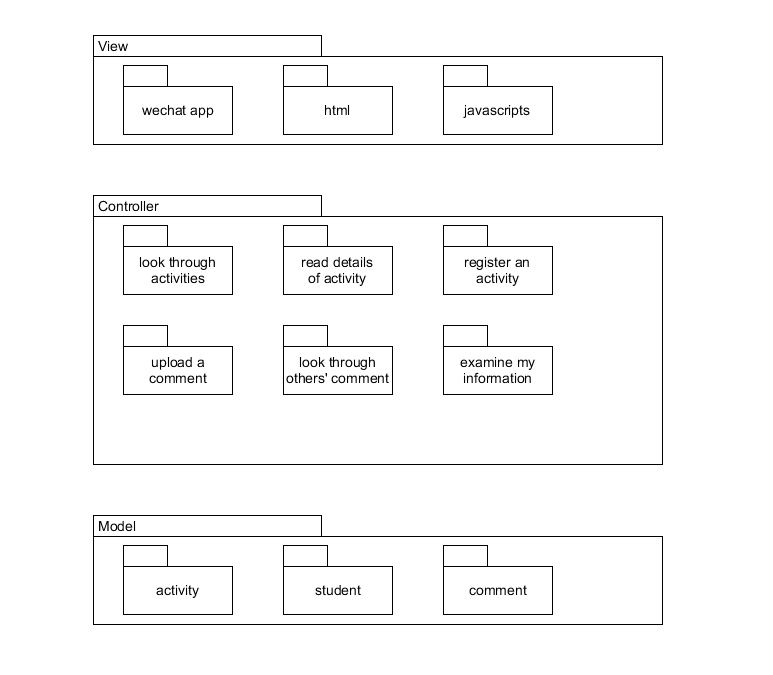 View
wechat app
html
javascripts
Controller
look through
activities
read details
of activity
register an
activity
upload a
comment
look through
others' comment
examine my
information
Model
activity
student
comment